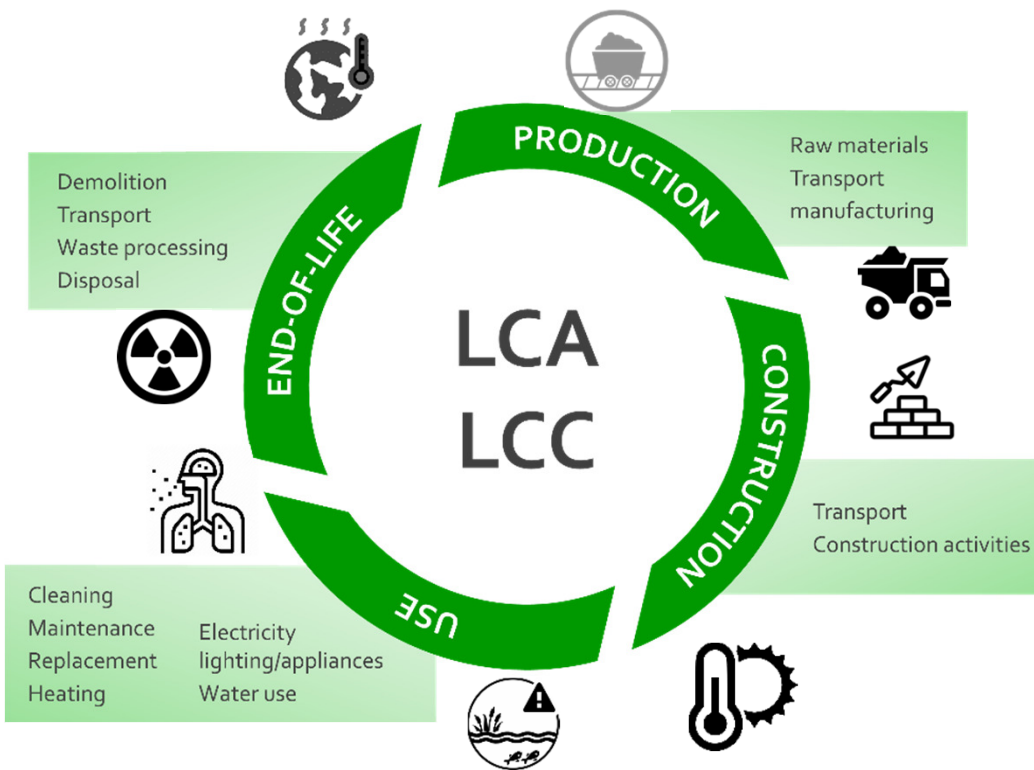 PRODUCTION
Raw materials
Transport
manufacturing
CONSTRUCTION
Transport
Construction activities
USE
Cleaning
Maintenance
Replacement
Heating
Electricity
lighting/appliances
Water use
END-OF-LIFE
Demolition
Transport
Waste processing
Disposal
LCA
LCC